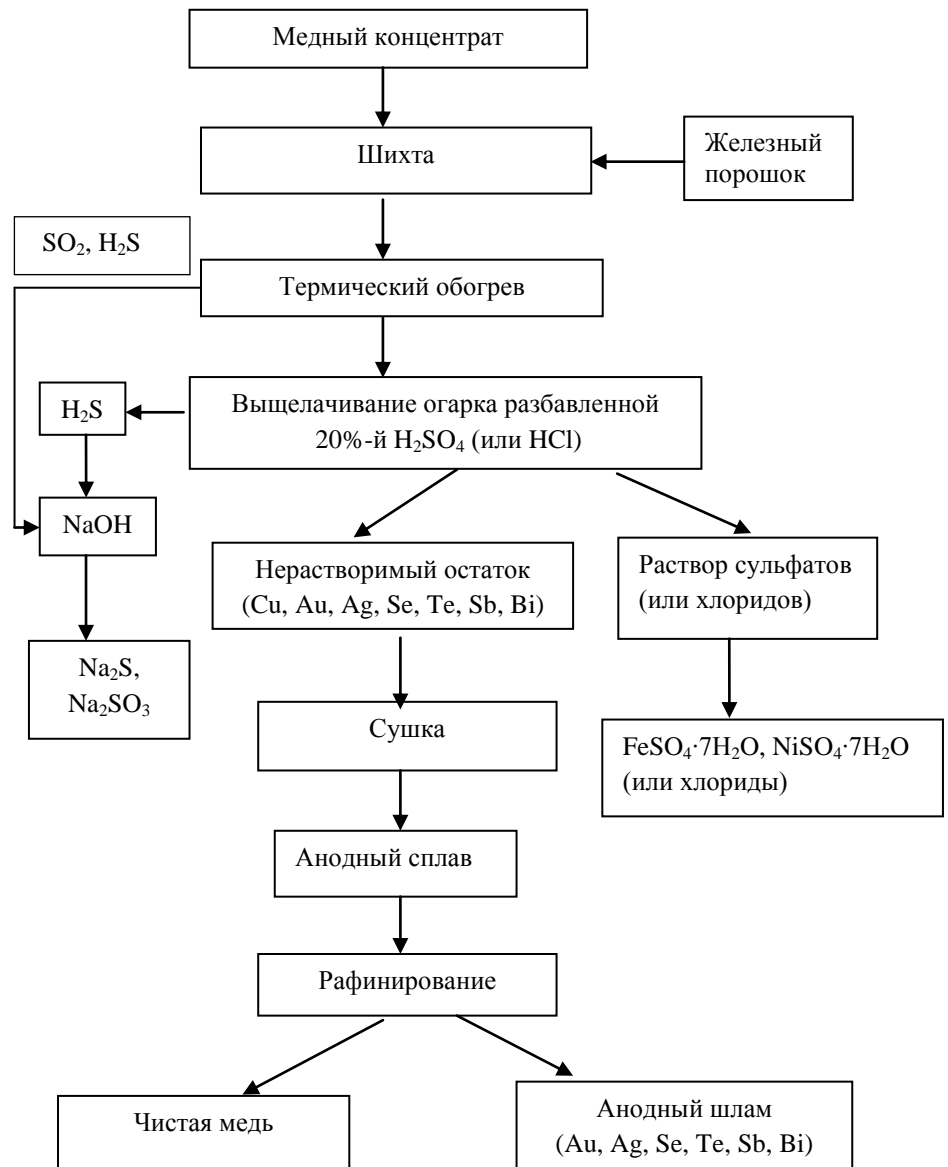 Медный концентрат
Шихта
Железный
порошок
SO₂, H₂S
Термический обогрев
H₂S
Выщелачивание огарка разбавленной
20%-й H₂SO₄ (или HCl)
NaOH
Нерастворимый остаток
(Cu, Au, Ag, Se, Te, Sb, Bi)
Раствор сульфатов
(или хлоридов)
Na₂S,
Na₂SO₃
Сушка
FeSO₄·7H₂O, NiSO₄·7H₂O
(или хлориды)
Анодный сплав
Рафинирование
Чистая медь
Анодный шлам
(Au, Ag, Se, Te, Sb, Bi)